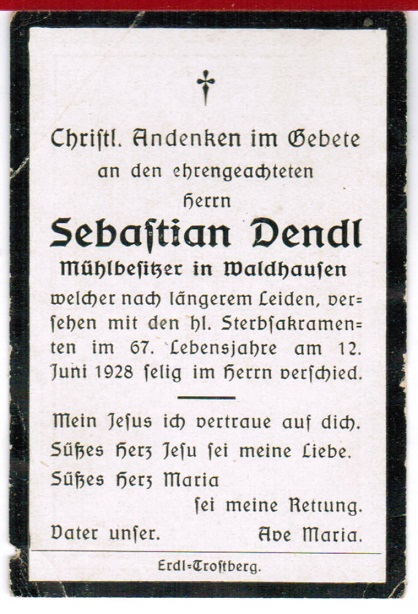 Christl. Andenken im Gebete
an den ehrengeachteten
Herrn
Sebastian Dendl
Mühlbesitzer in Waldhausen
welcher nach längerem Leiden, ver-
sehen mit den hl. Sterbsakramen-
ten im 67. Lebensjahre am 12.
Juni 1928 selig im Herrn verschied.
Mein Jesus ich vertraue auf dich.
Süßes Herz Jesu sei meine Liebe.
Süßes Herz Maria
sei meine Rettung.
Vater unser. Ave Maria.
Erdl-Trostberg.